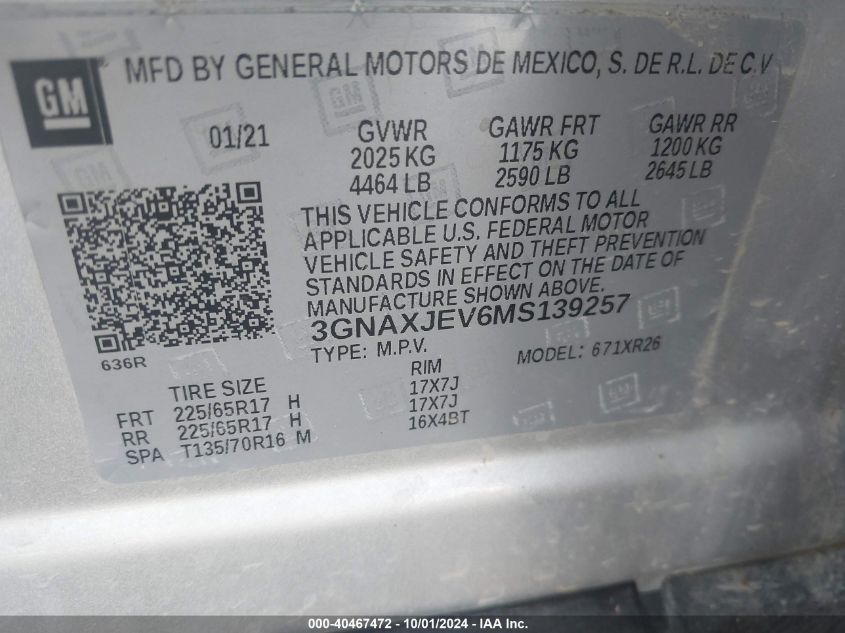 GM
MFD BY GENERAL MOTORS DE MEXICO, S. DE R.L. DE C.V
01/21
GVWR
2025 KG
4464 LB
GAWR FRT
1175 KG
2590 LB
GAWR RR
1200 KG
2645 LB
THIS VEHICLE CONFORMS TO ALL
APPLICABLE U.S. FEDERAL MOTOR
VEHICLE SAFETY AND THEFT PREVENTION
STANDARDS IN EFFECT ON THE DATE OF
MANUFACTURE SHOWN ABOVE.
3GNAXJEV6MS139257
TYPE: M.P.V. MODEL: 671XR26
636R
TIRE SIZE RIM
FRT 225/65R17 H 17X7J
RR 225/65R17 H 17X7J
SPA T135/70R16 M 16X4BT
000-40467472 - 10/01/2024 - IAA Inc.